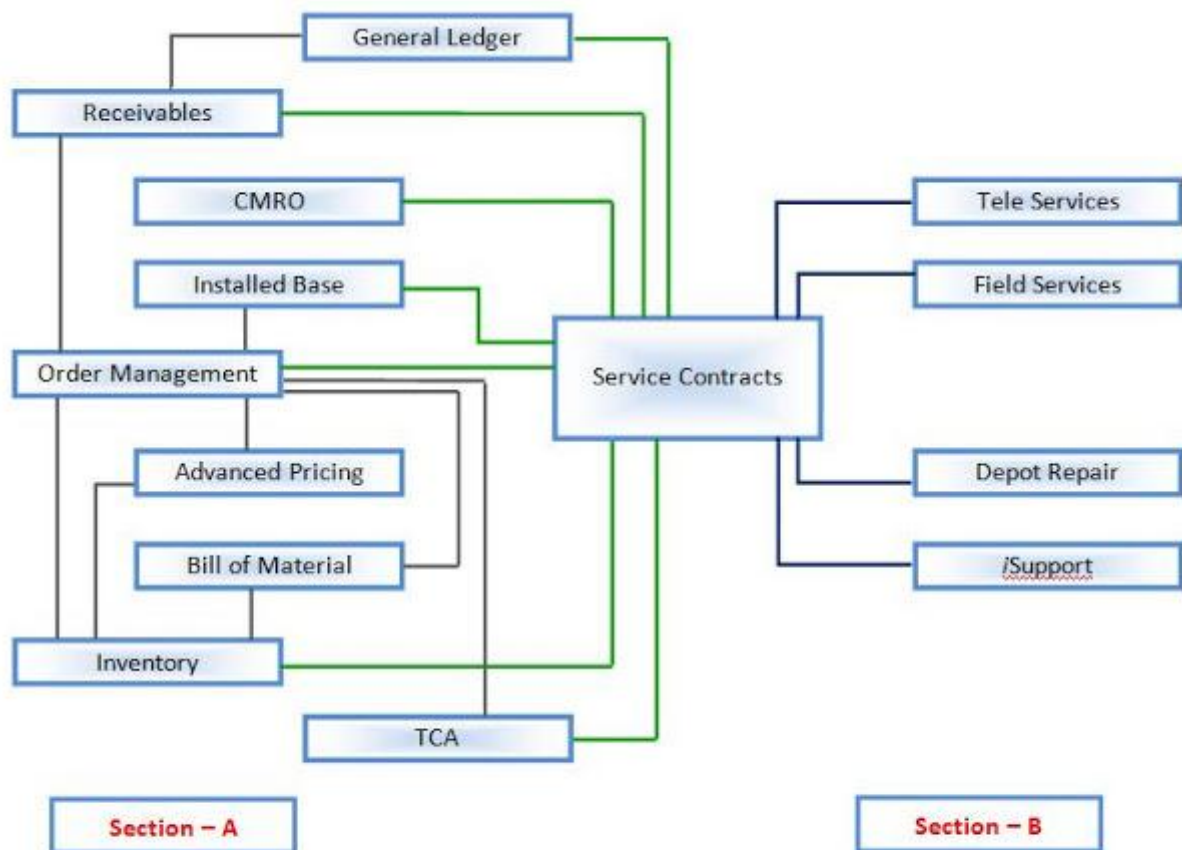 General Ledger
Receivables
CMRO
Tele Services
Installed Base
Field Services
Order Management
Service Contracts
Advanced Pricing
Depot Repair
Bill of Material
iSupport
Inventory
TCA
Section – A
Section – B